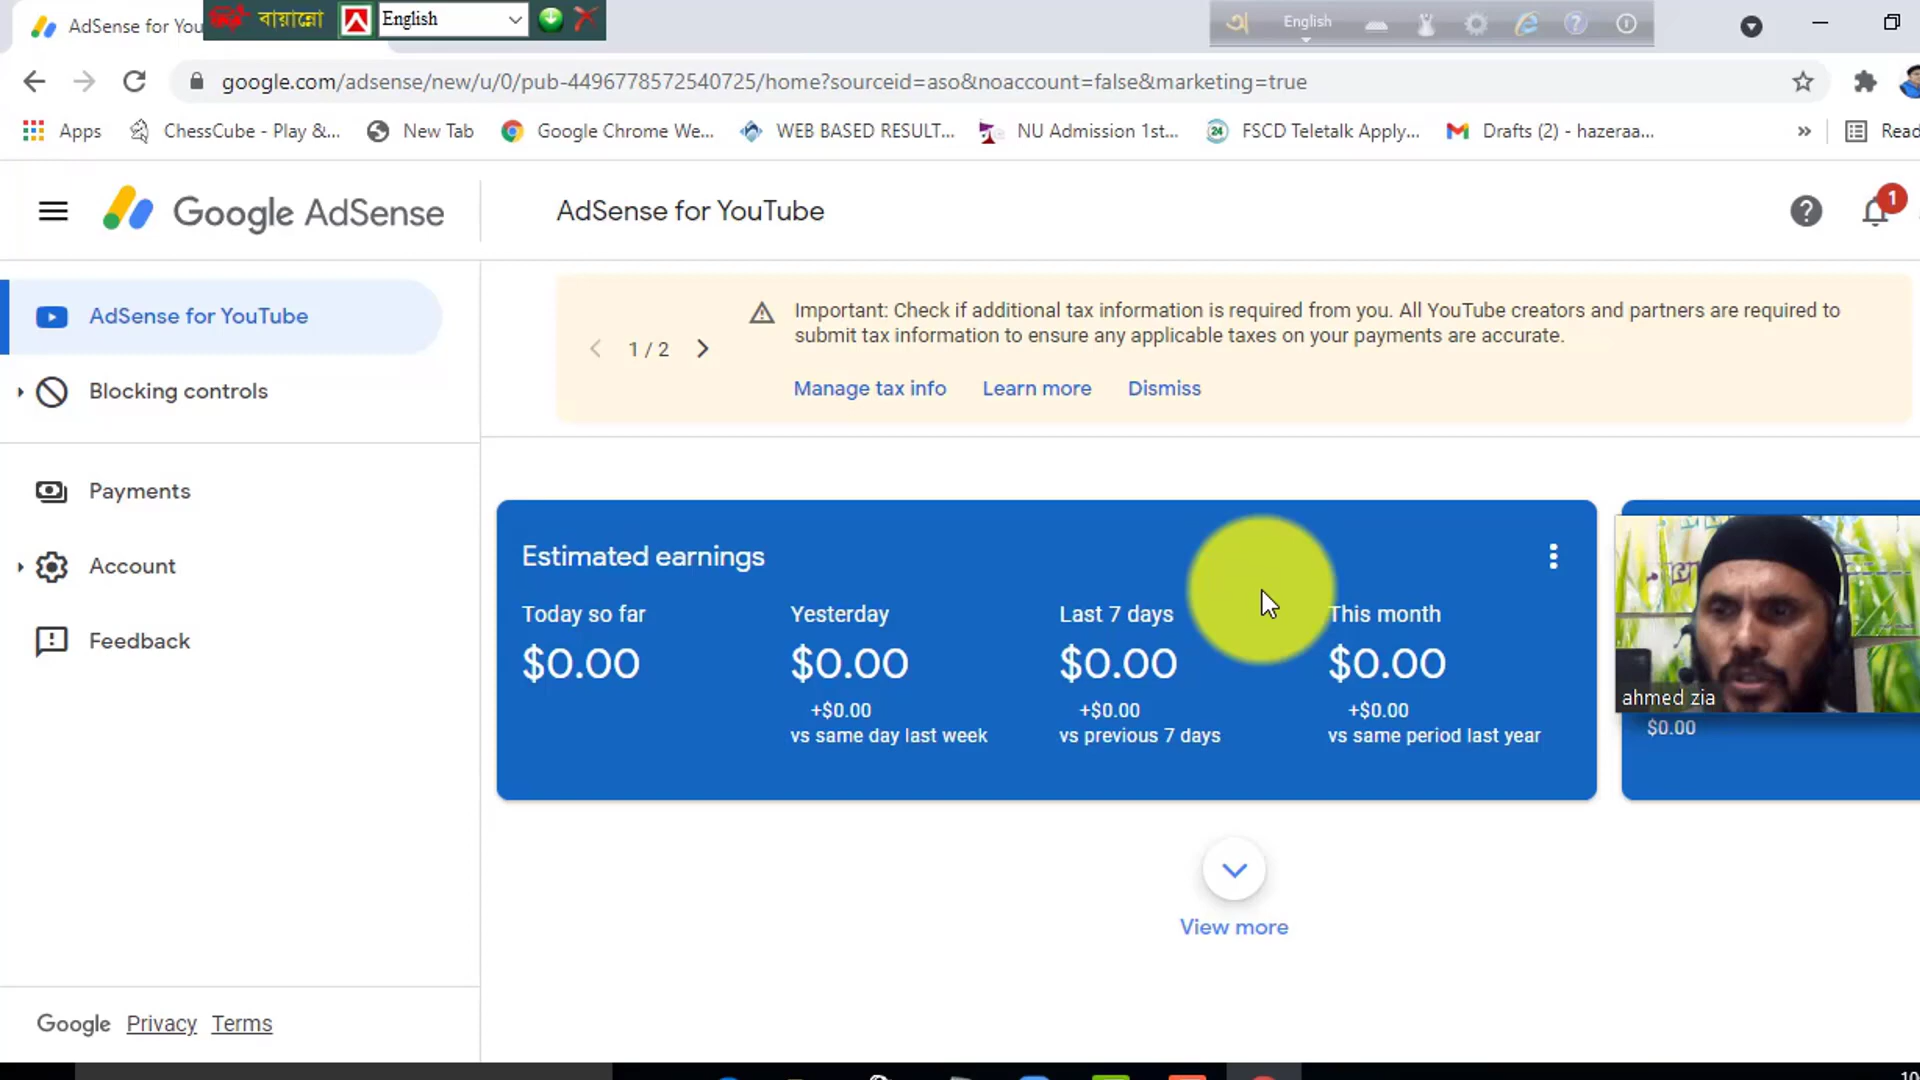 AdSense for You
বায়ান্নো
English
অ
English
google.com/adsense/new/u/0/pub-4496778572540725/home?sourceid=aso&noaccount=false&marketing=true
Apps
ChessCube - Play &...
New Tab
Google Chrome We...
WEB BASED RESULT...
24
NU Admission 1st...
FSCD Teletalk Apply...
Drafts (2) - hazeraa...
»
Read
Google AdSense
AdSense for YouTube
1
AdSense for YouTube
Blocking controls
Payments
Account
Feedback
1 / 2
Important: Check if additional tax information is required from you. All YouTube creators and partners are required to
submit tax information to ensure any applicable taxes on your payments are accurate.
Manage tax info
Learn more
Dismiss
Estimated earnings
Today so far
$0.00
Yesterday
$0.00
+$0.00
vs same day last week
Last 7 days
$0.00
+$0.00
vs previous 7 days
This month
$0.00
+$0.00
vs same period last year
ahmed zia
$0.00
View more
Google
Privacy
Terms
10